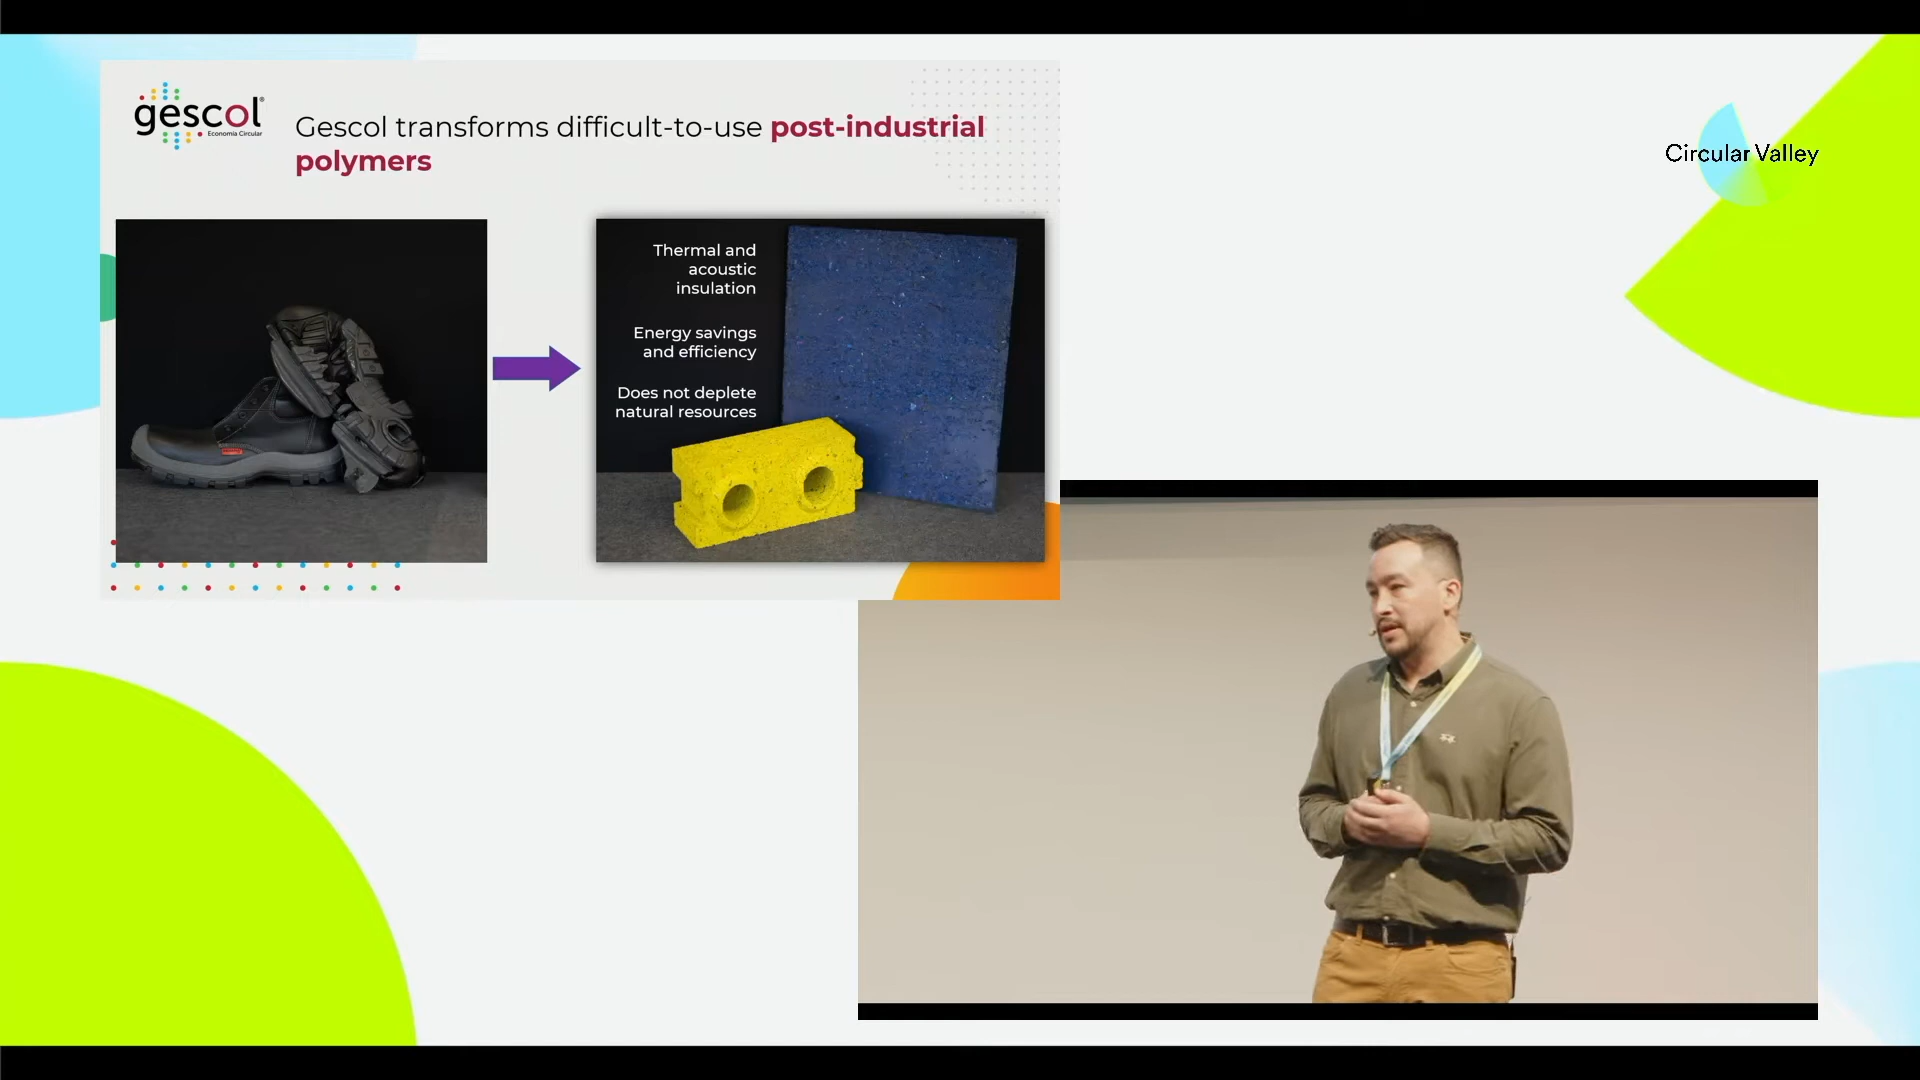 gescol®
Economía Circular
Gescol transforms difficult-to-use post-industrial
polymers
Thermal and
acoustic
insulation
Energy savings
and efficiency
Does not deplete
natural resources
Circular Valley